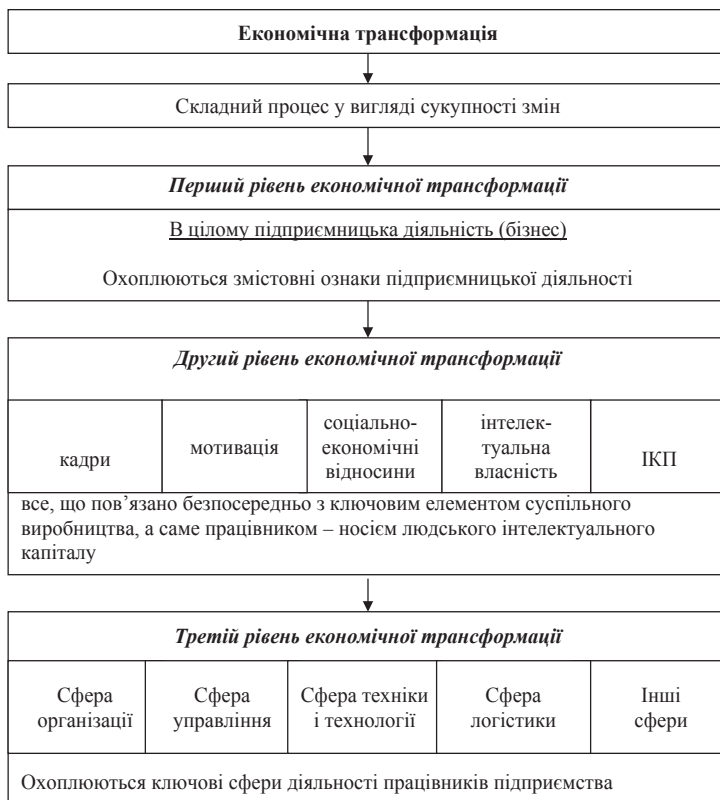 Економічна трансформація
Складний процес у вигляді сукупності змін
Перший рівень економічної трансформації
В цілому підприємницька діяльність (бізнес)
Охоплюються змістовні ознаки підприємницької діяльності
Другий рівень економічної трансформації
кадри
мотивація
соціально-
економічні
відносини
інтелек-
туальна
власність
ІКП
все, що пов’язано безпосередньо з ключовим елементом суспільного
виробництва, а саме працівником – носієм людського інтелектуального
капіталу
Третій рівень економічної трансформації
Сфера
організації
Сфера
управління
Сфера техніки
і технології
Сфера
логістики
Інші
сфери
Охоплюються ключові сфери діяльності працівників підприємства